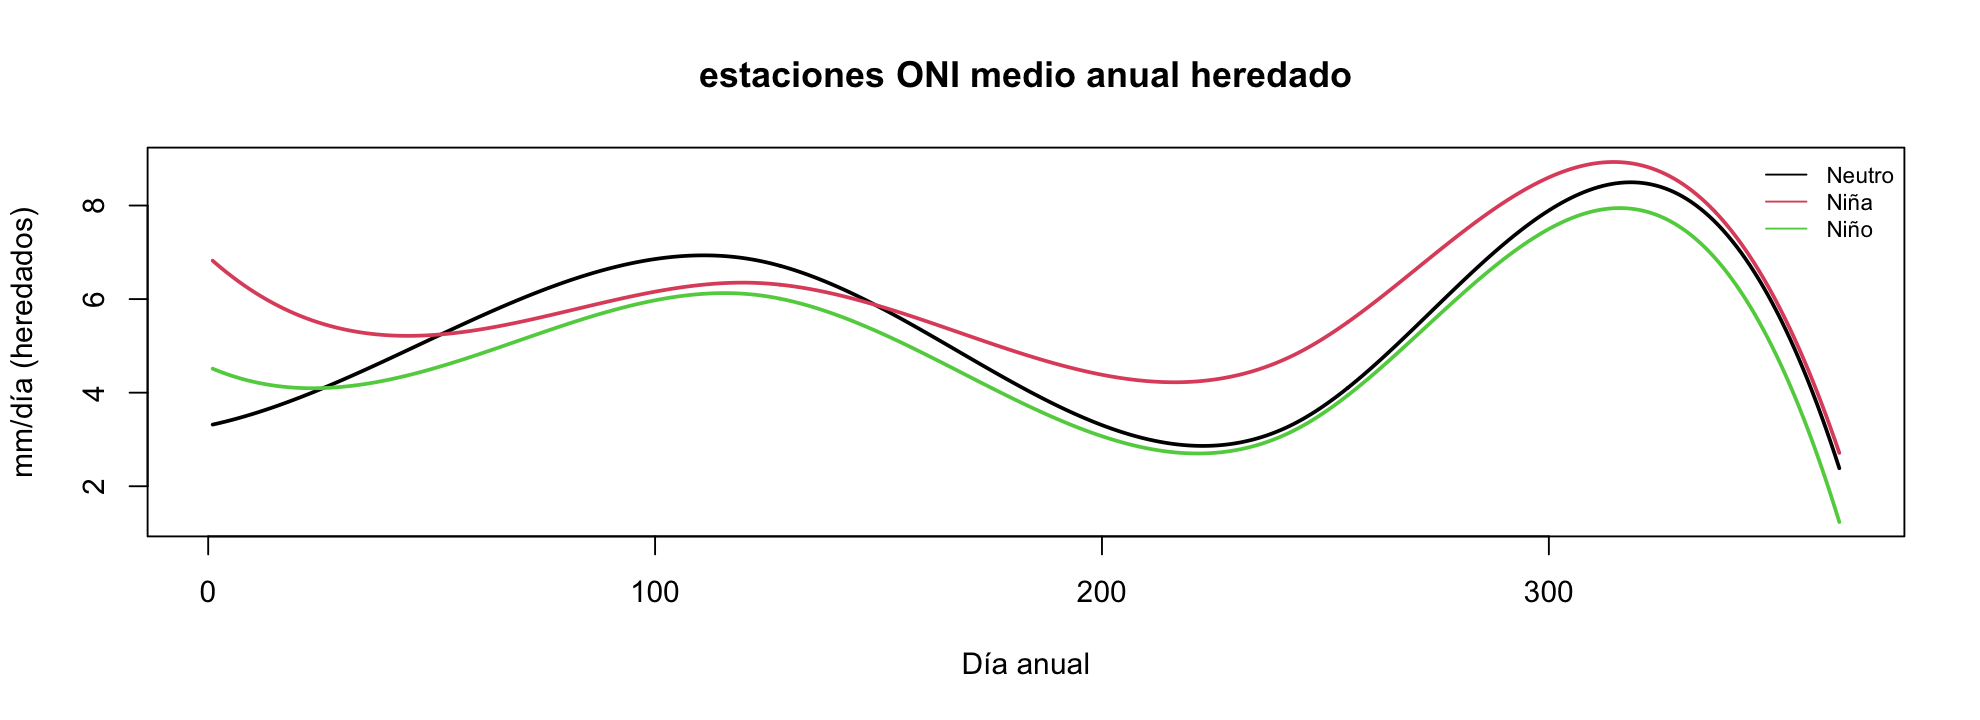 estaciones ONI medio anual heredado
mm/día (heredados)
8
6
4
2
Neutro
Niña
Niño
0 100 200 300
Día anual